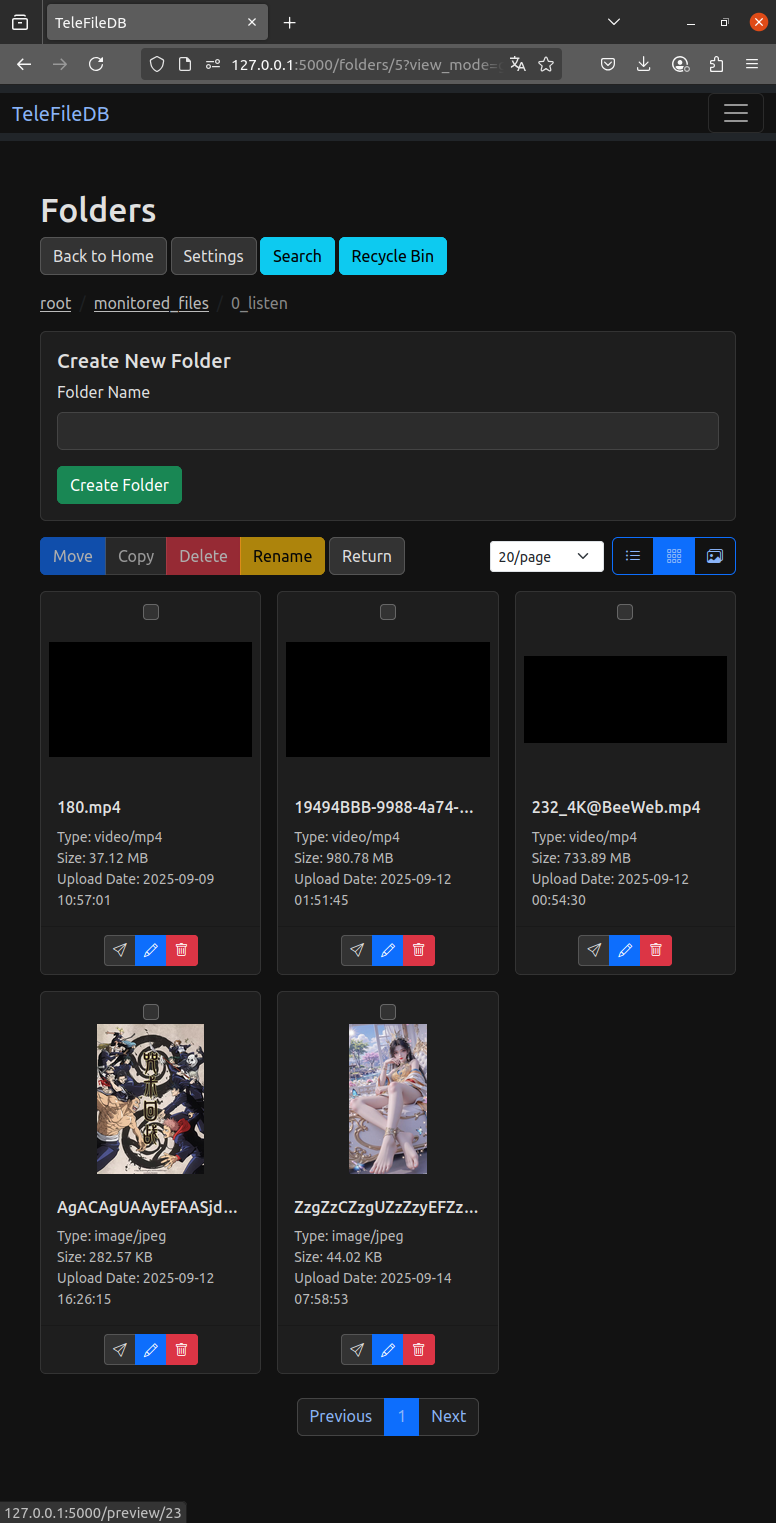 TeleFileDB
127.0.0.1:5000/folders/5?view_mode=
TeleFileDB
Folders
Back to Home Settings Search Recycle Bin
root / monitored_files / 0_listen
Create New Folder
Folder Name
Create Folder
Move Copy Delete Rename Return 20/page
180.mp4
Type: video/mp4
Size: 37.12 MB
Upload Date: 2025-09-09
10:57:01
19494BBB-9988-4a74-...
Type: video/mp4
Size: 980.78 MB
Upload Date: 2025-09-12
01:51:45
232_4K@BeeWeb.mp4
Type: video/mp4
Size: 733.89 MB
Upload Date: 2025-09-12
00:54:30
AgACAgUAAyEFAASjd...
Type: image/jpeg
Size: 282.57 KB
Upload Date: 2025-09-12
16:26:15
ZzgZzCZzgUZzZzyEFZz...
Type: image/jpeg
Size: 44.02 KB
Upload Date: 2025-09-14
07:58:53
Previous 1 Next
127.0.0.1:5000/preview/23